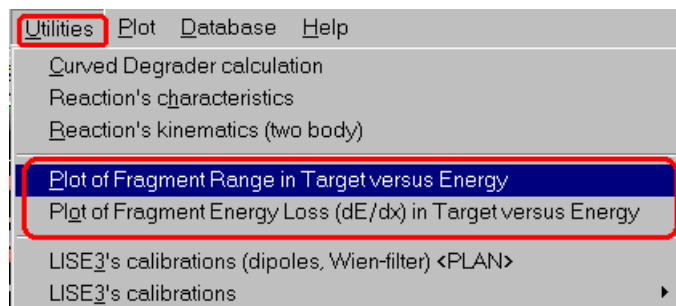 Utilities Plot Database Help
Curved Degrader calculation
Reaction's characteristics
Reaction's kinematics (two body)
Plot of Fragment Range in Target versus Energy
Plot of Fragment Energy Loss (dE/dx) in Target versus Energy
LISE3's calibrations (dipoles, Wien-filter) <PLAN>
LISE3's calibrations